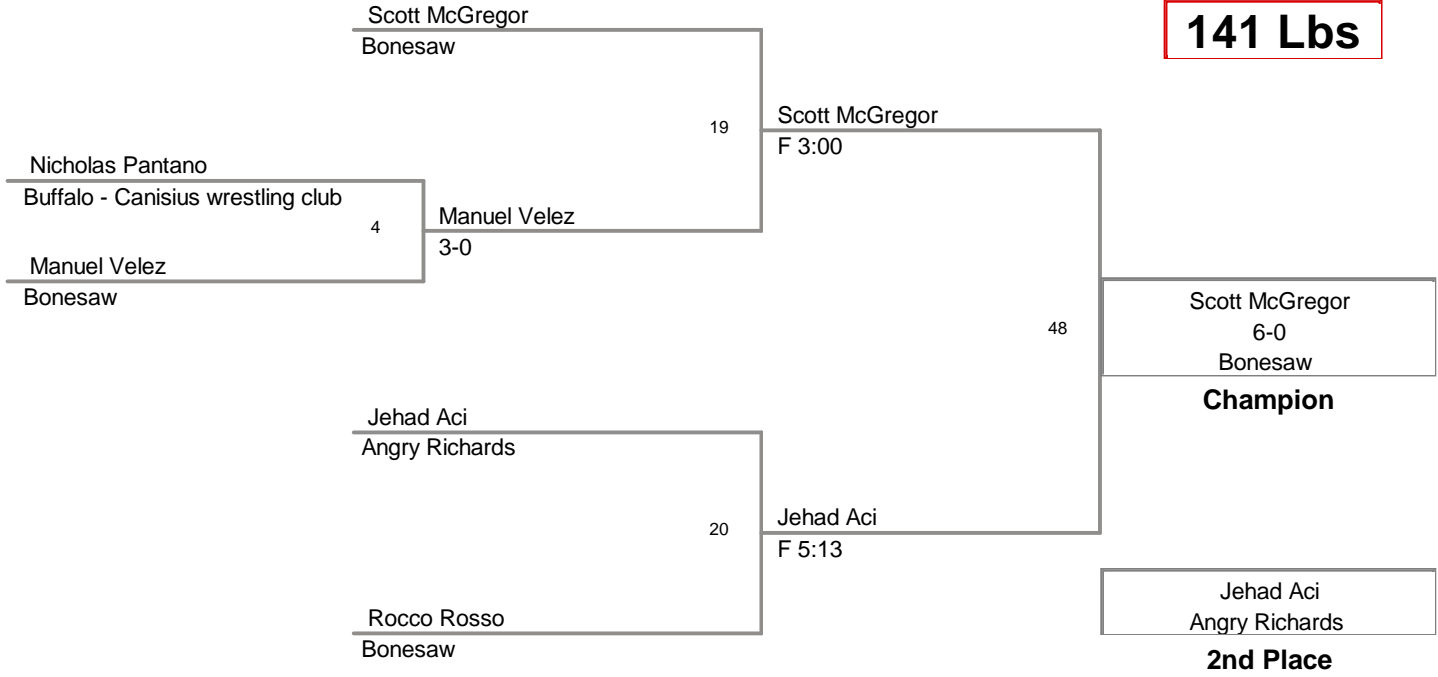 Scott McGregor
Bonesaw
141 Lbs
19
Scott McGregor
F 3:00
Nicholas Pantano
Buffalo - Canisius wrestling club
4
Manuel Velez
3-0
Manuel Velez
Bonesaw
48
Scott McGregor
6-0
Bonesaw
Champion
Jehad Aci
Angry Richards
20
Jehad Aci
F 5:13
Rocco Rosso
Bonesaw
Jehad Aci
Angry Richards
2nd Place